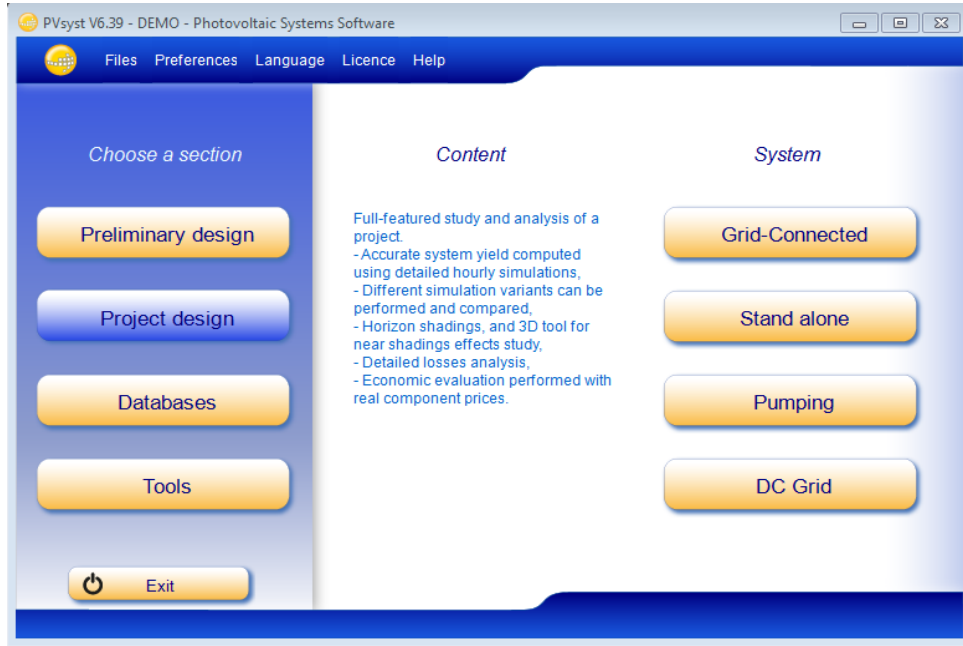 PVsyst V6.39 - DEMO - Photovoltaic Systems Software
Files Preferences Language Licence Help
Choose a section
Preliminary design
Project design
Databases
Tools
Exit
Content
Full-featured study and analysis of a
project.
- Accurate system yield computed
using detailed hourly simulations,
- Different simulation variants can be
performed and compared,
- Horizon shadings, and 3D tool for
near shadings effects study,
- Detailed losses analysis,
- Economic evaluation performed with
real component prices.
System
Grid-Connected
Stand alone
Pumping
DC Grid